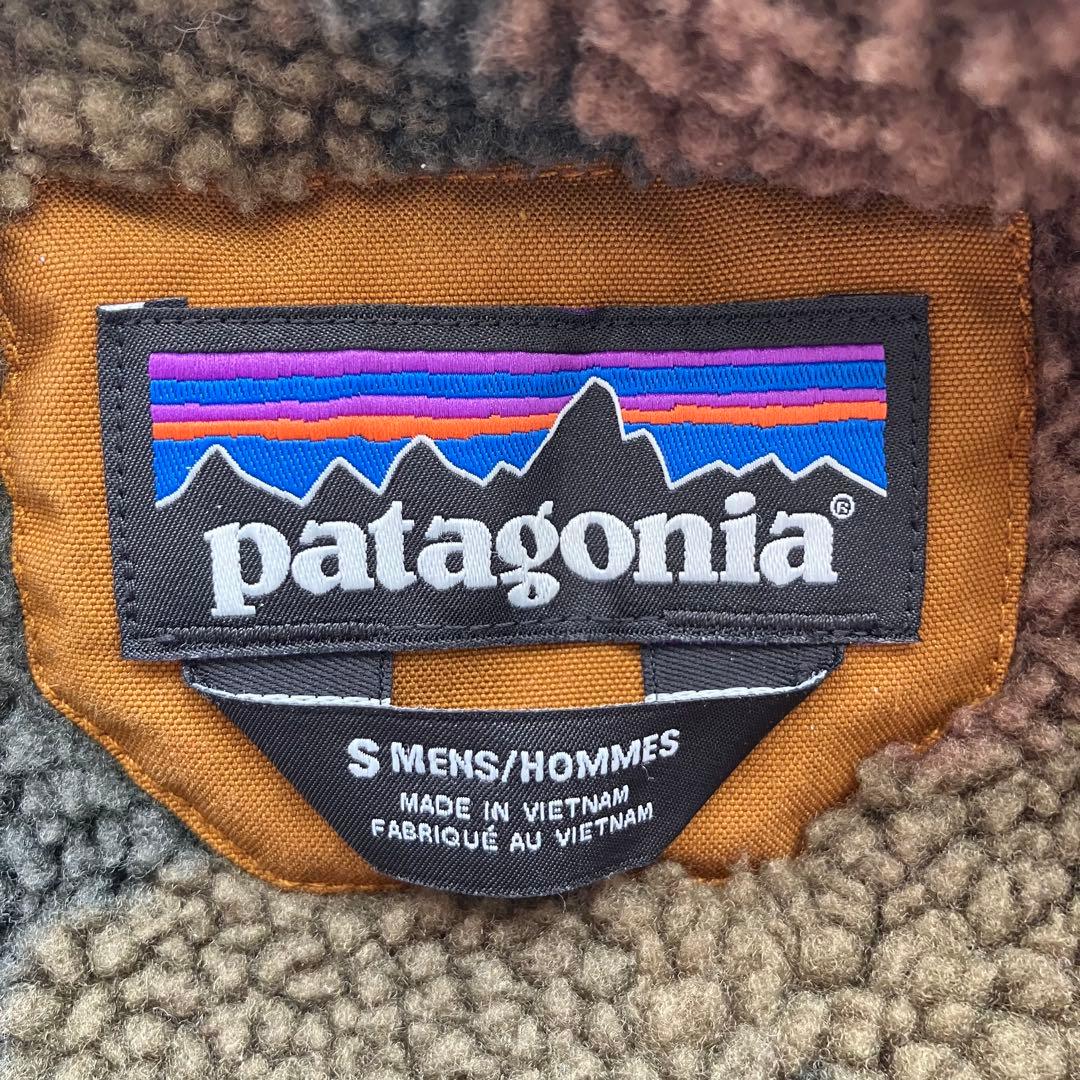 patagonia®
S MENS/HOMMES
MADE IN VIETNAM
FABRIQUÉ AU VIETNAM